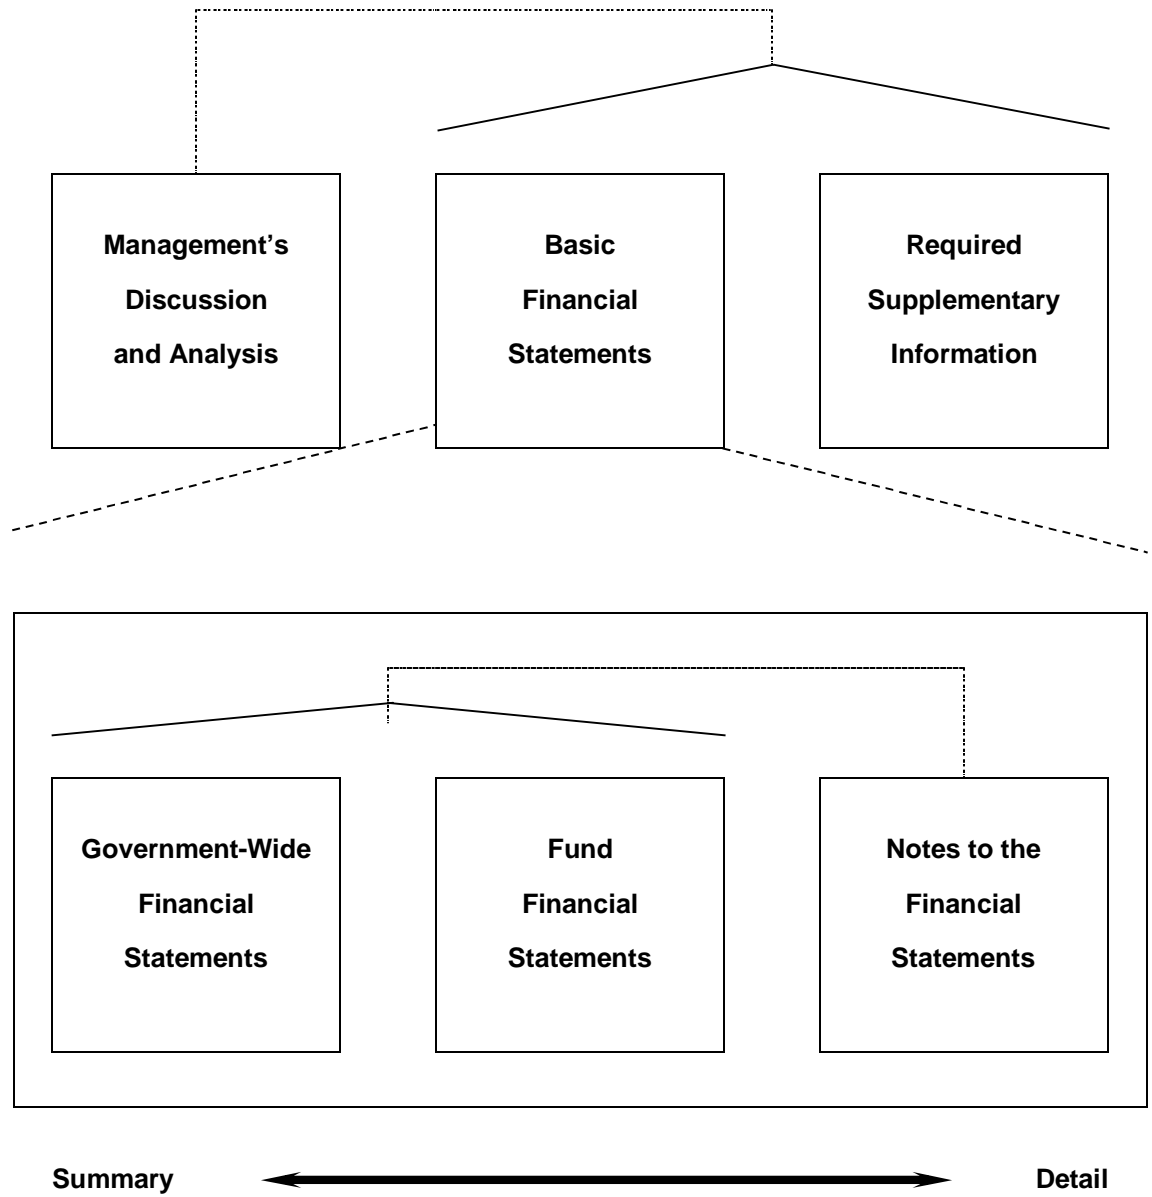 Management’s
Discussion
and Analysis
Basic
Financial
Statements
Required
Supplementary
Information
Government-Wide
Financial
Statements
Fund
Financial
Statements
Notes to the
Financial
Statements
Summary
Detail